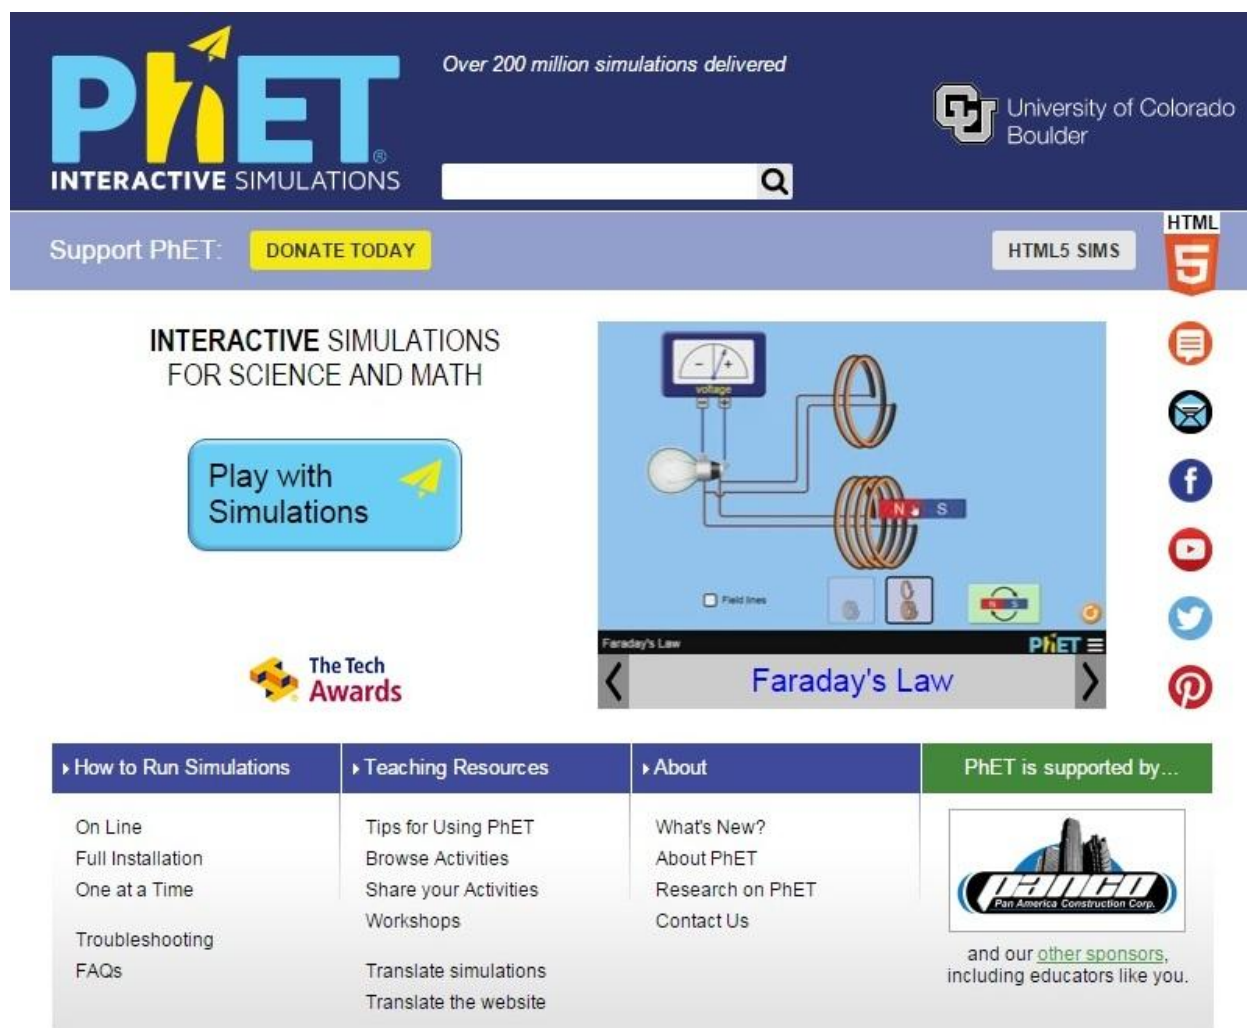 PhET
INTERACTIVE SIMULATIONS
Over 200 million simulations delivered
University of Colorado
Boulder
Support PhET:
DONATE TODAY
HTML5 SIMS
HTML
5
INTERACTIVE SIMULATIONS
FOR SCIENCE AND MATH
Play with
Simulations
The Tech
Awards
- +
voltage
N S
Field lines
N S
Faraday's Law
PhET
Faraday's Law
How to Run Simulations
On Line
Full Installation
One at a Time
Troubleshooting
FAQs
Teaching Resources
Tips for Using PhET
Browse Activities
Share your Activities
Workshops
Translate simulations
Translate the website
About
What's New?
About PhET
Research on PhET
Contact Us
PhET is supported by...
panco
Pan America Construction Corp.
and our other sponsors,
including educators like you.